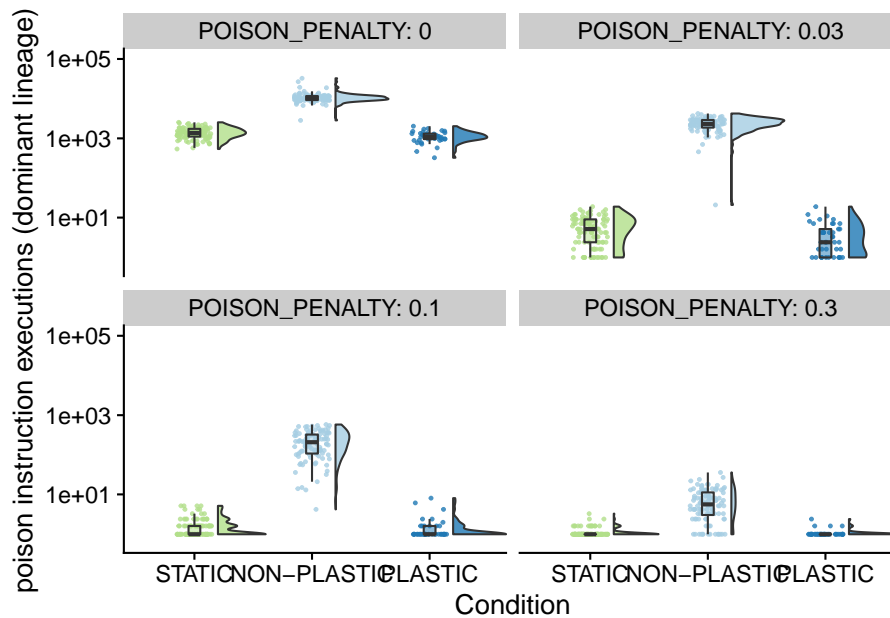 poison instruction executions (dominant lineage)
POISON_PENALTY: 0
POISON_PENALTY: 0.03
1e+05
1e+03
1e+01
POISON_PENALTY: 0.1
POISON_PENALTY: 0.3
1e+05
1e+03
1e+01
STATIC NON−PLASTIC PLASTIC
STATIC NON−PLASTIC PLASTIC
Condition